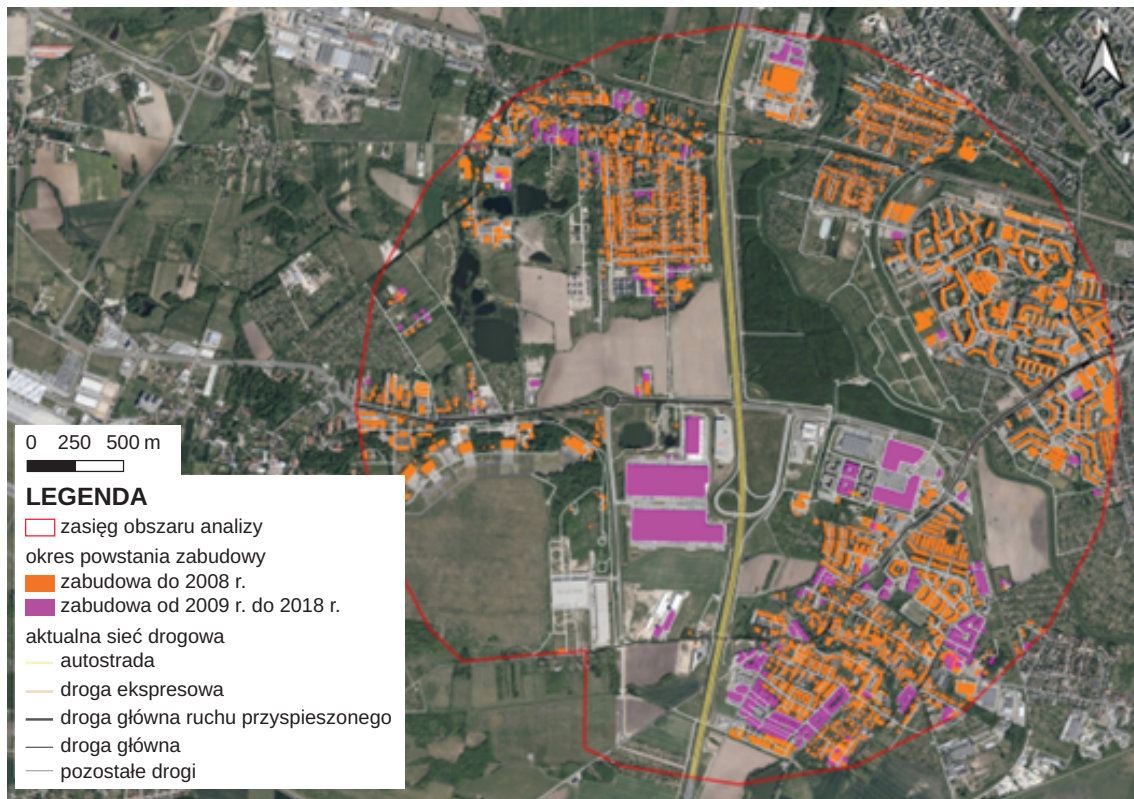 N
0 250 500 m
LEGENDA
zasięg obszaru analizy
okres powstania zabudowy
zabudowa do 2008 r.
zabudowa od 2009 r. do 2018 r.
aktualna sieć drogowa
autostrada
droga ekspresowa
droga główna ruchu przyspieszonego
droga główna
pozostałe drogi